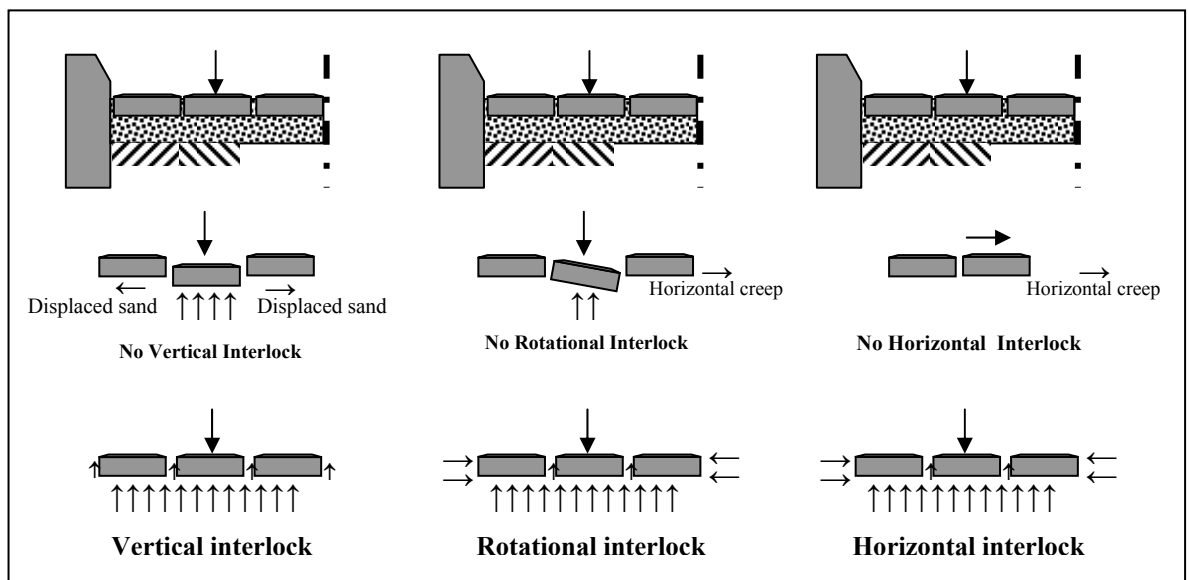 Displaced sand
Displaced sand
No Vertical Interlock
Horizontal creep
No Rotational Interlock
Horizontal creep
No Horizontal Interlock
Vertical interlock
Rotational interlock
Horizontal interlock